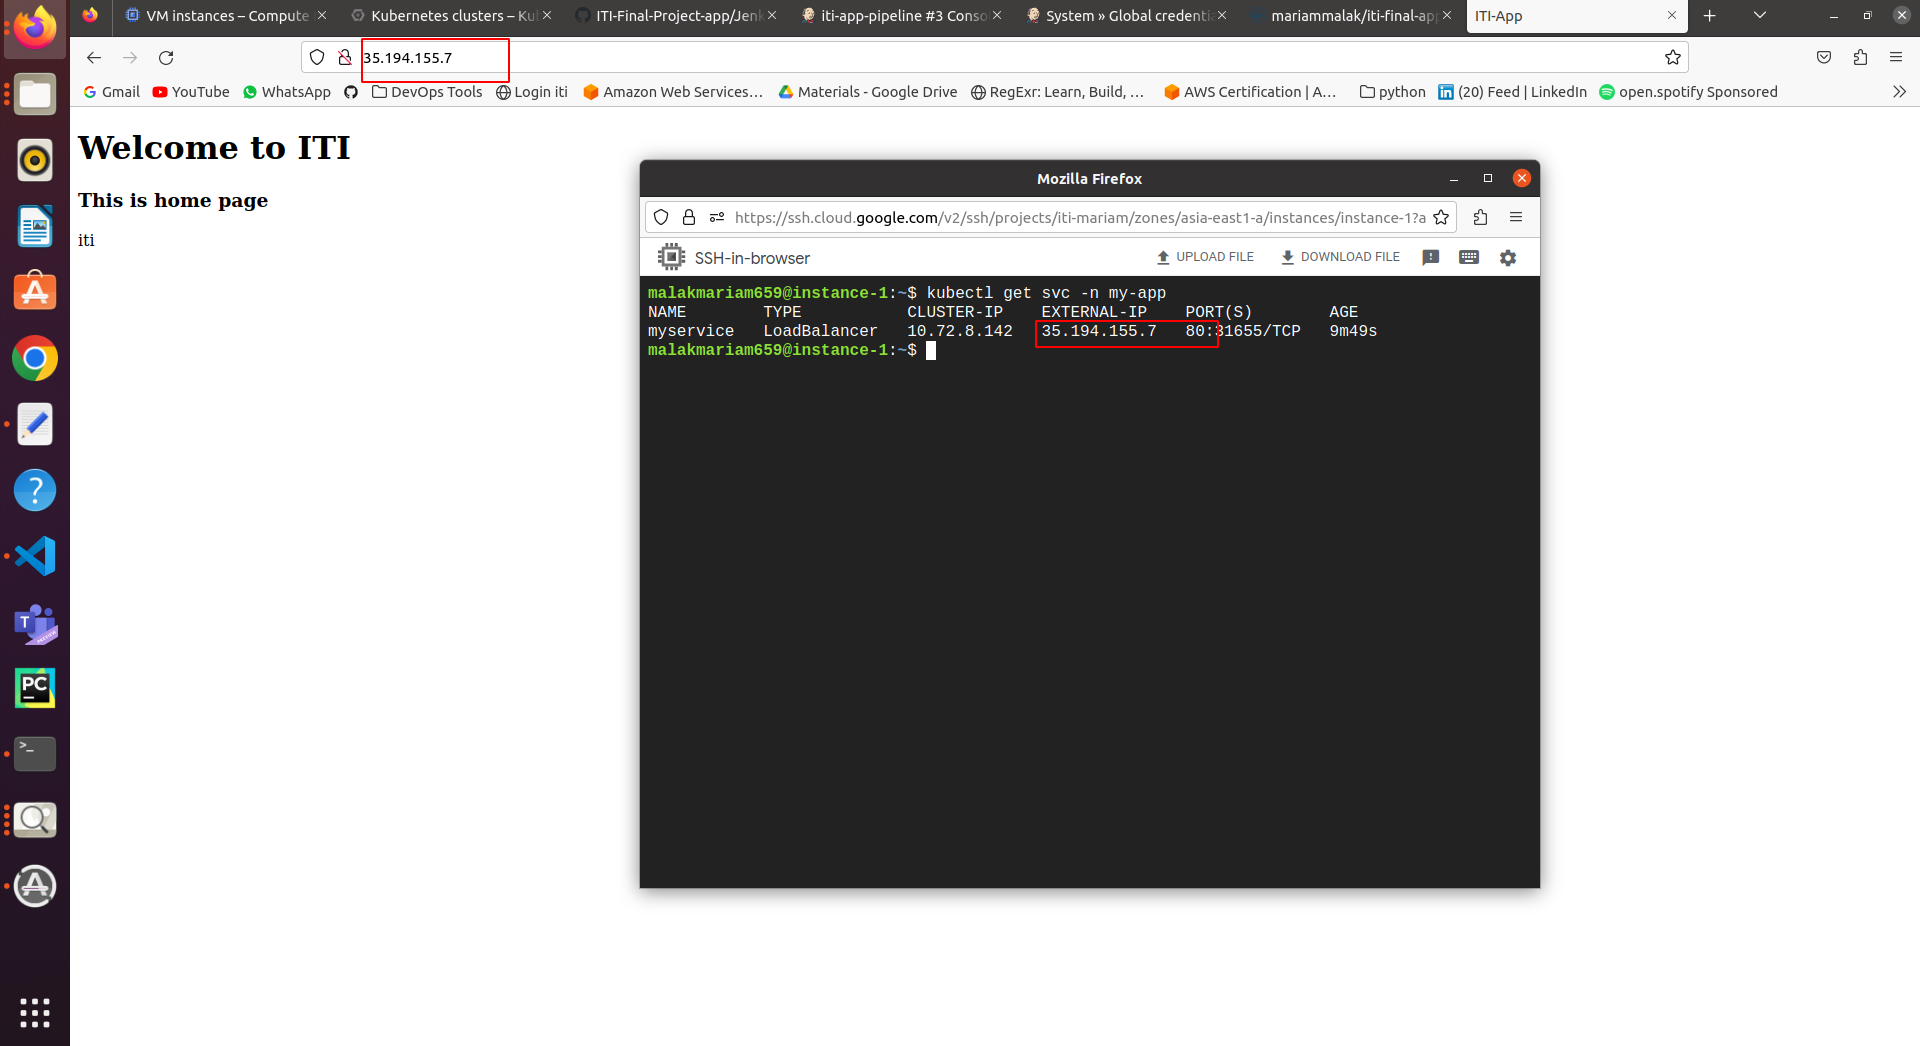 VM instances – Compute
Kubernetes clusters – Ku
ITI-Final-Project-app/Jenk
iti-app-pipeline #3 Conso
System » Global credentia
mariammalak/iti-final-ap
ITI-App
35.194.155.7
Gmail
YouTube
WhatsApp
DevOps Tools
Login iti
Amazon Web Services…
Materials - Google Drive
RegExr: Learn, Build, …
AWS Certification | A…
python
(20) Feed | LinkedIn
open.spotify Sponsored
Welcome to ITI
This is home page
iti
Mozilla Firefox
https://ssh.cloud.google.com/v2/ssh/projects/iti-mariam/zones/asia-east1-a/instances/instance-1?a
SSH-in-browser
UPLOAD FILE
DOWNLOAD FILE
malakmariam659@instance-1:~$ kubectl get svc -n my-app
NAME TYPE CLUSTER-IP EXTERNAL-IP PORT(S) AGE
myservice LoadBalancer 10.72.8.142 35.194.155.7 80:31655/TCP 9m49s
malakmariam659@instance-1:~$